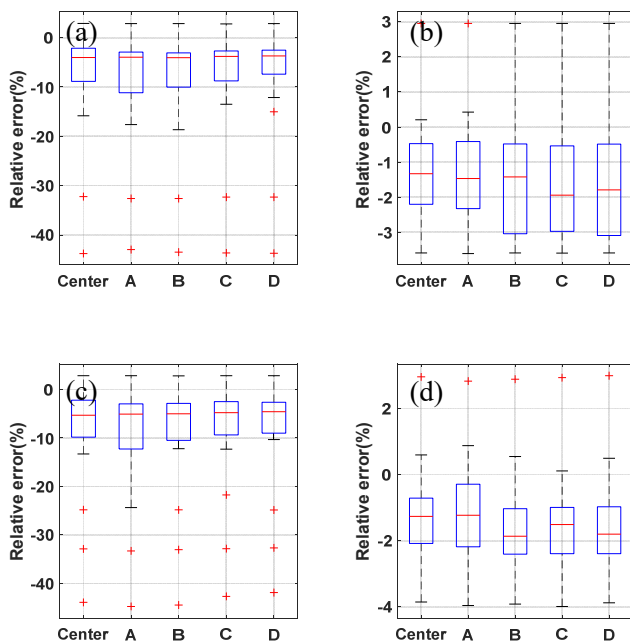 (a)
Relative error(%)
0
-10
-20
-30
-40
Center A B C D
(b)
Relative error(%)
3
2
1
0
-1
-2
-3
Center A B C D
(c)
Relative error(%)
0
-10
-20
-30
-40
Center A B C D
(d)
Relative error(%)
2
0
-2
-4
Center A B C D